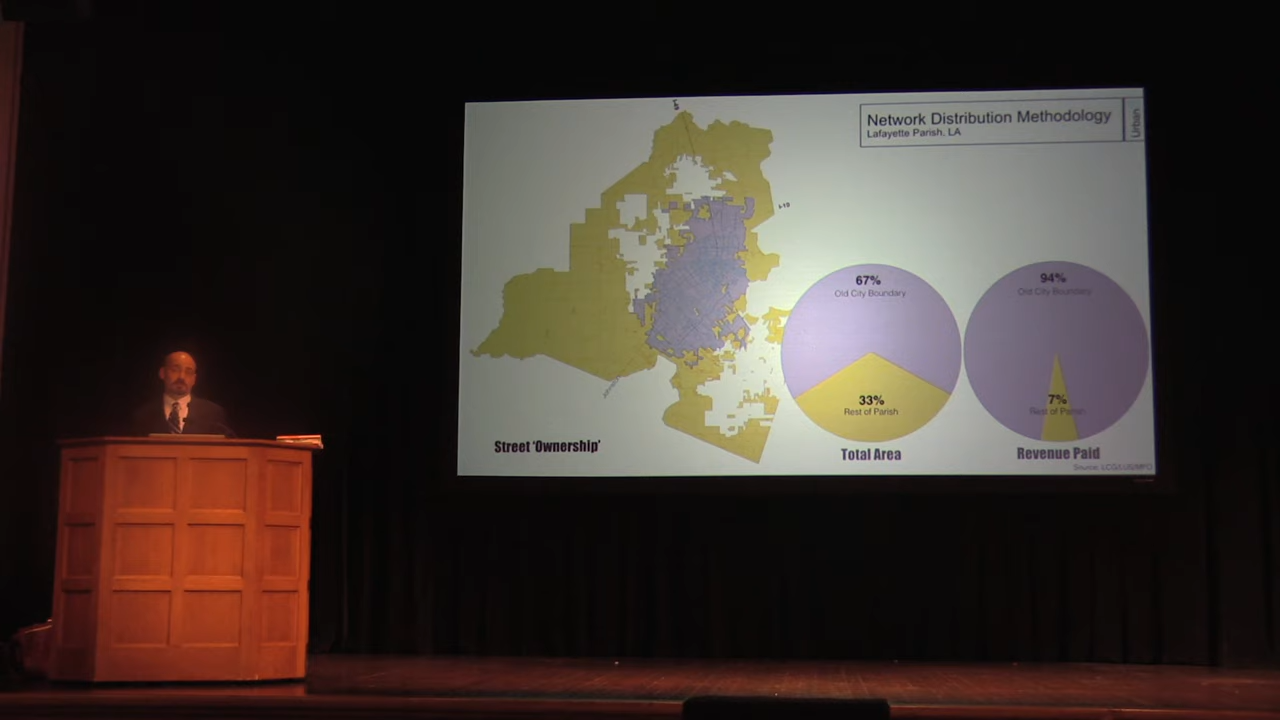 Network Distribution Methodology
Lafayette Parish, LA
Urban
I-10
67%
Old City Boundary
94%
Old City Boundary
33%
Rest of Parish
7%
Rest of Parish
Street 'Ownership'
Total Area
Revenue Paid
Source: LCG/LUS/MPO